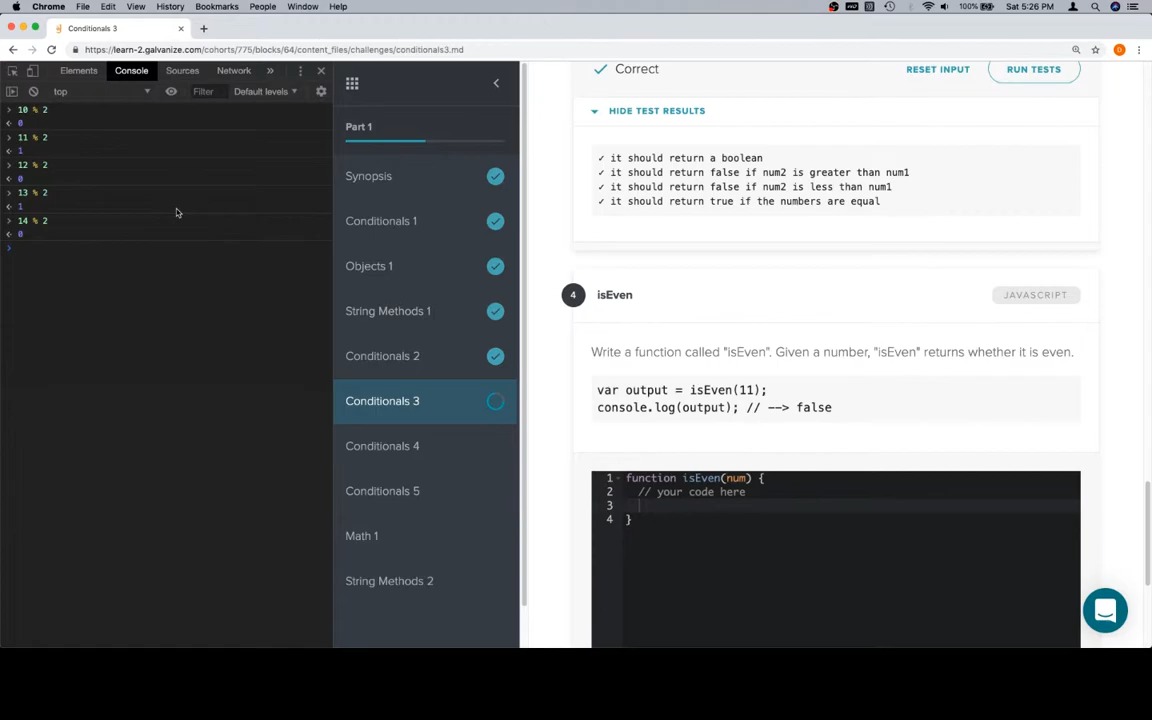 Chrome File Edit View History Bookmarks People Window Help
100% Sat 5:26 PM
Conditionals 3
https://learn-2.galvanize.com/cohorts/775/blocks/64/content_files/challenges/conditionals3.md
Elements Console Sources Network
top Filter Default levels
10 % 2
0
11 % 2
1
12 % 2
0
13 % 2
1
14 % 2
0
Part 1
Synopsis
Conditionals 1
Objects 1
String Methods 1
Conditionals 2
Conditionals 3
Conditionals 4
Conditionals 5
Math 1
String Methods 2
Correct RESET INPUT RUN TESTS
HIDE TEST RESULTS
✓ it should return a boolean
✓ it should return false if num2 is greater than num1
✓ it should return false if num2 is less than num1
✓ it should return true if the numbers are equal
4 isEven JAVASCRIPT
Write a function called "isEven". Given a number, "isEven" returns whether it is even.
var output = isEven(11);
console.log(output); // --> false
1 function isEven(num) {
2 // your code here
3
4 }